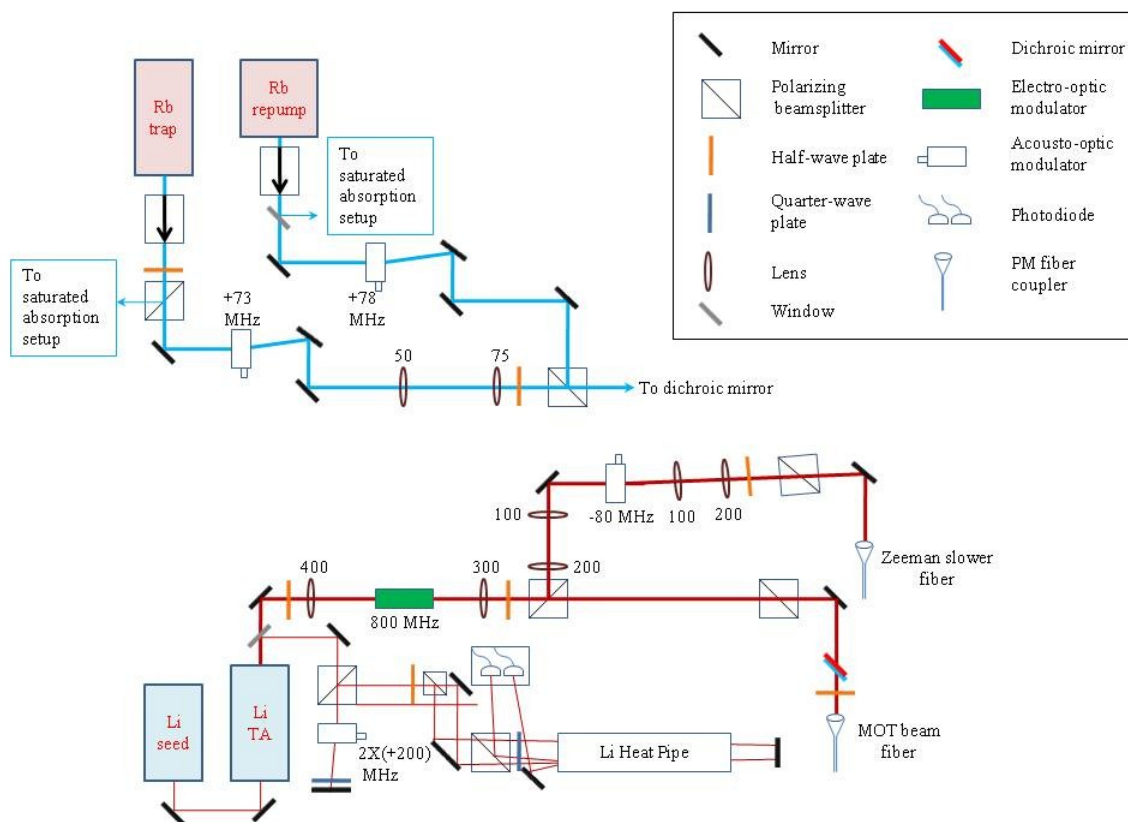 Rb
trap
Rb
repump
To
saturated
absorption
setup
To
saturated
absorption
setup
+73
MHz
+78
MHz
50
75
To dichroic mirror
Mirror
Polarizing
beamsplitter
Half-wave plate
Quarter-wave
plate
Lens
Window
Dichroic mirror
Electro-optic
modulator
Acousto-optic
modulator
Photodiode
PM fiber
coupler
100
-80 MHz
100
200
Zeeman slower
fiber
400
800 MHz
300
200
Li
seed
Li
TA
2X(+200)
MHz
Li Heat Pipe
MOT beam
fiber